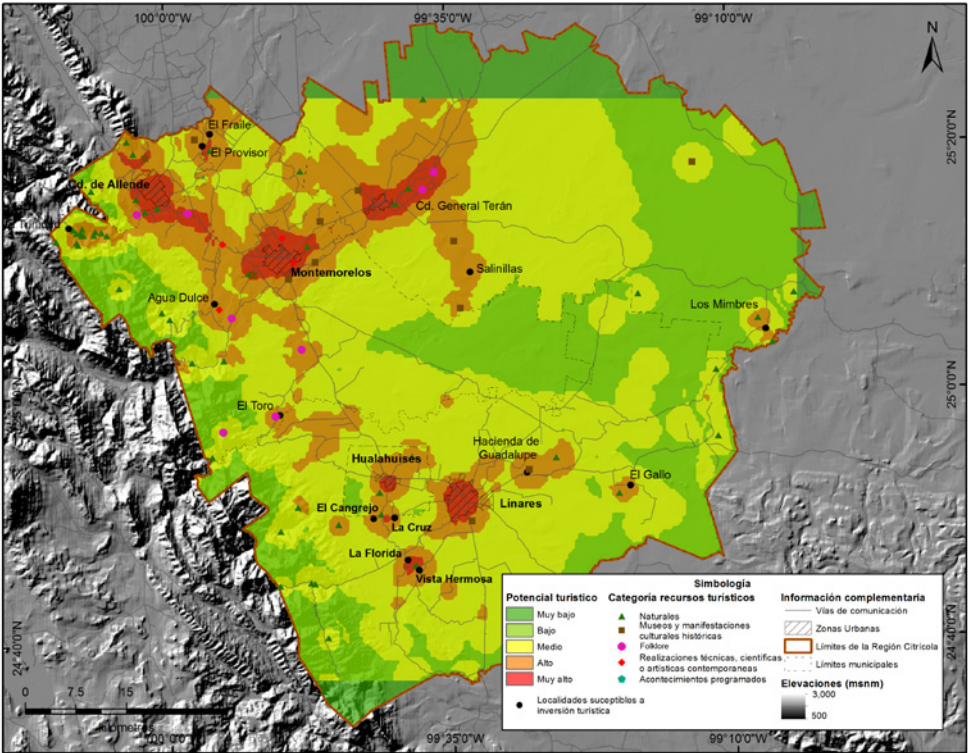 100°0'0"W
99°35'0"W
99°10'0"W
N
25°20'0"N
El Fraile
El Provisor
Cd. de Allende
Cd. General Terán
Montemorelos
Salinillas
Agua Dulce
Los Mimbres
25°0'0"N
El Toro
Hacienda de
Guadalupe
Hualahuises
El Gallo
El Cangrejo
Linares
La Cruz
La Florida
Vista Hermosa
24°40'0"N
24°40'0"N
Simbología
Potencial turístico
Muy bajo
Bajo
Medio
Alto
Muy alto
Localidades suceptibles a
inversión turística
Categoría recursos turísticos
Naturales
Museos y manifestaciones
culturales históricas
Folklore
Realizaciones técnicas, científicas
o artísticas contemporaneas
Acontecimientos programados
Información complementaria
Vías de comunicación
Zonas Urbanas
Límites de la Región Citrícola
Límites municipales
Elevaciones (msnm)
3,000
500
0 7.5 15
kilometros
100°0'0"W
99°35'0"W
99°10'0"W